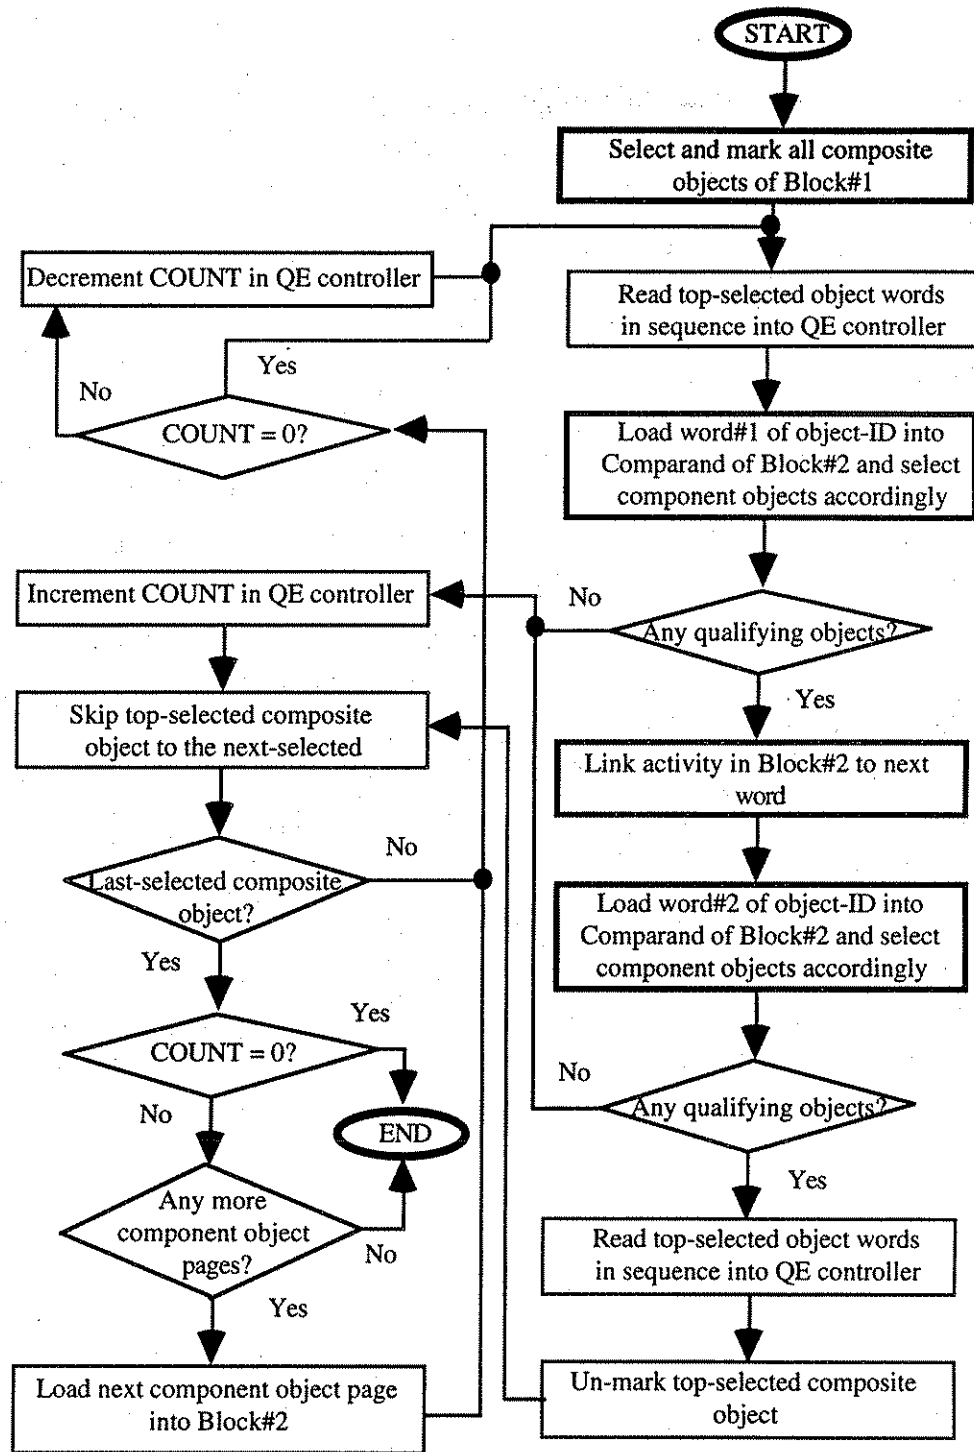 START
Select and mark all composite
objects of Block#1
Decrement COUNT in QE controller
Read top-selected object words
in sequence into QE controller
Yes
No
COUNT = 0?
Load word#1 of object-ID into
Comparand of Block#2 and select
component objects accordingly
Increment COUNT in QE controller
No
Any qualifying objects?
Yes
Skip top-selected composite
object to the next-selected
Link activity in Block#2 to next
word
No
Last-selected composite
object?
Load word#2 of object-ID into
Comparand of Block#2 and select
component objects accordingly
Yes
Yes
COUNT = 0?
No
Any qualifying objects?
No
END
Yes
Any more
component object
pages?
No
Read top-selected object words
in sequence into QE controller
Yes
Load next component object page
into Block#2
Un-mark top-selected composite
object